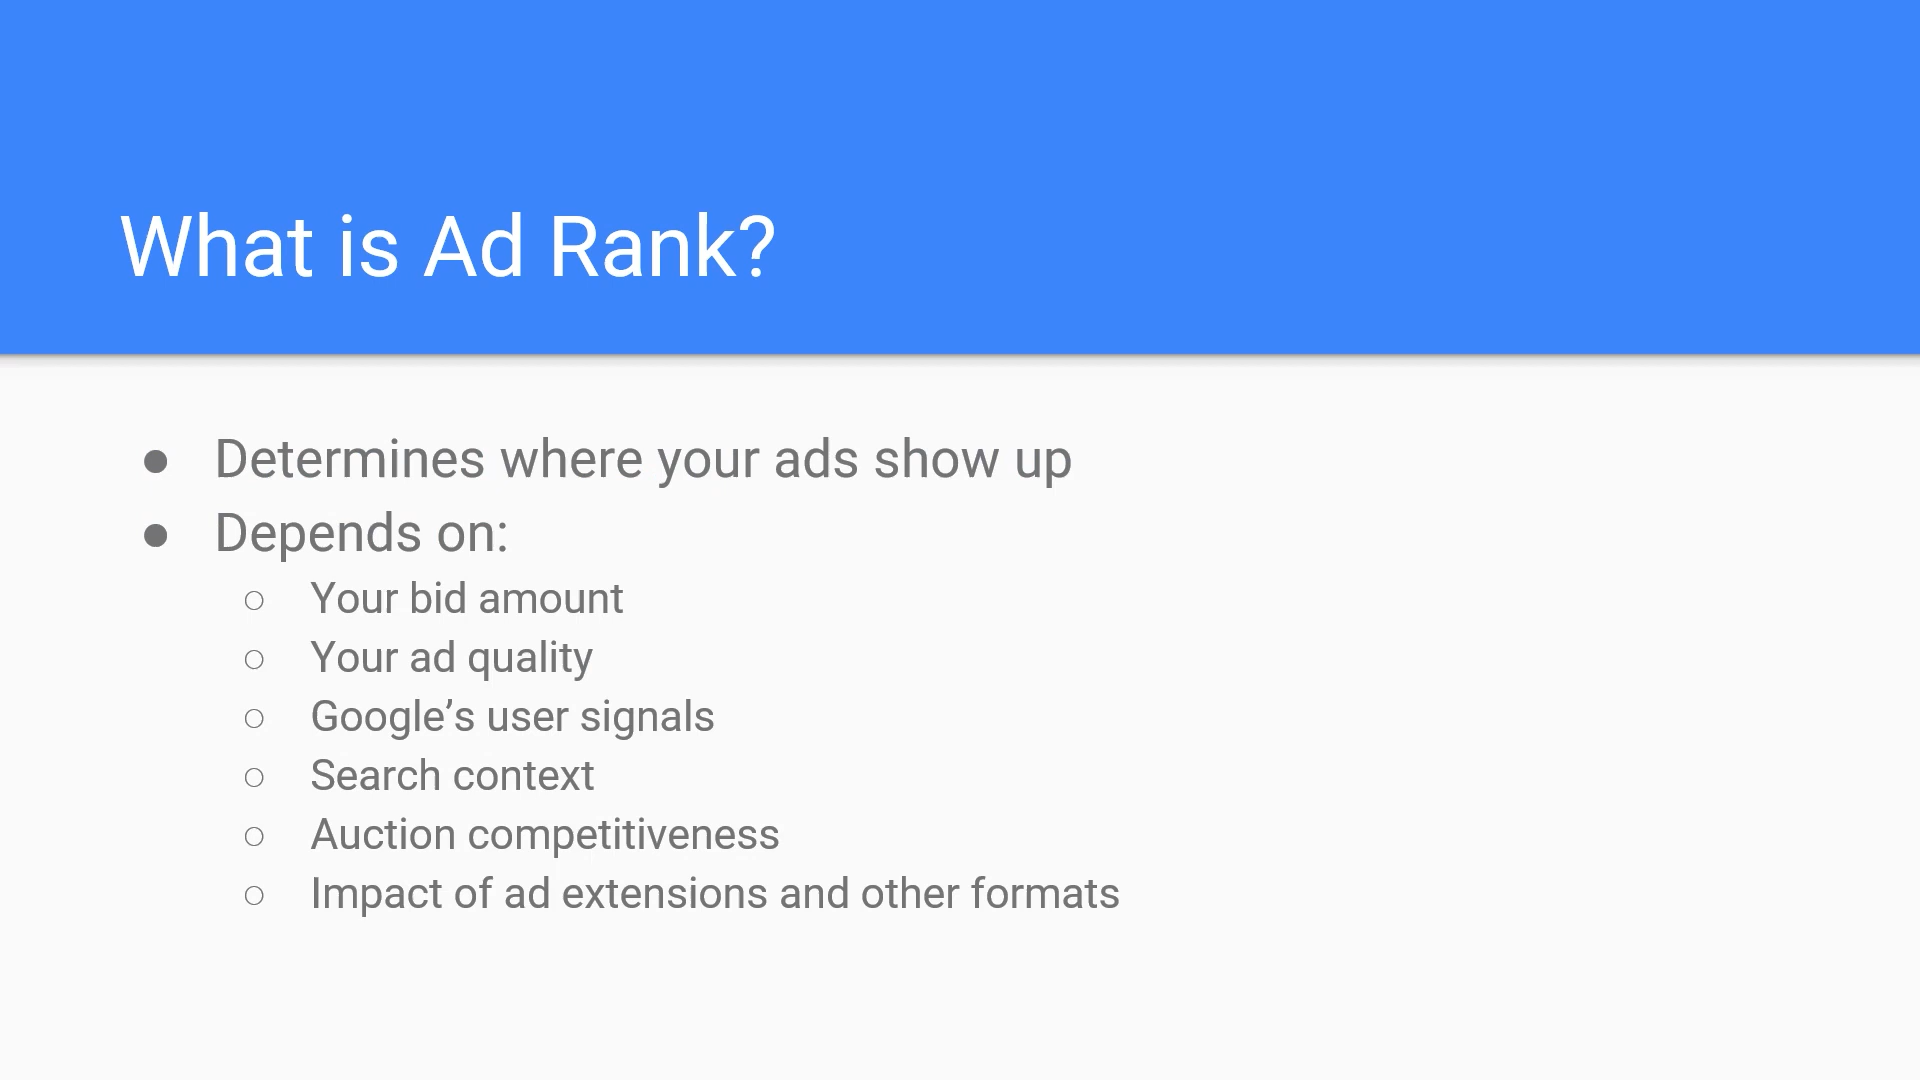 What is Ad Rank?
● Determines where your ads show up
● Depends on:
○ Your bid amount
○ Your ad quality
○ Google’s user signals
○ Search context
○ Auction competitiveness
○ Impact of ad extensions and other formats